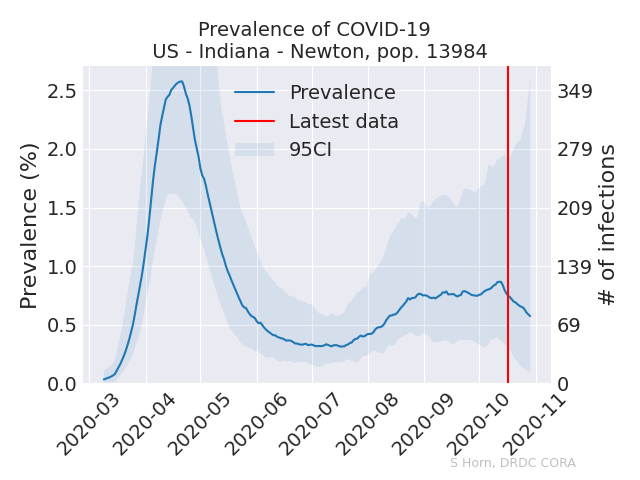 Prevalence of COVID-19
US - Indiana - Newton, pop. 13984
Prevalence (%)
2.5
2.0
1.5
1.0
0.5
0.0
Prevalence
Latest data
95CI
349
279
209
139
69
0
# of infections
2020-03
2020-04
2020-05
2020-06
2020-07
2020-08
2020-09
2020-10
2020-11
S Horn, DRDC CORA